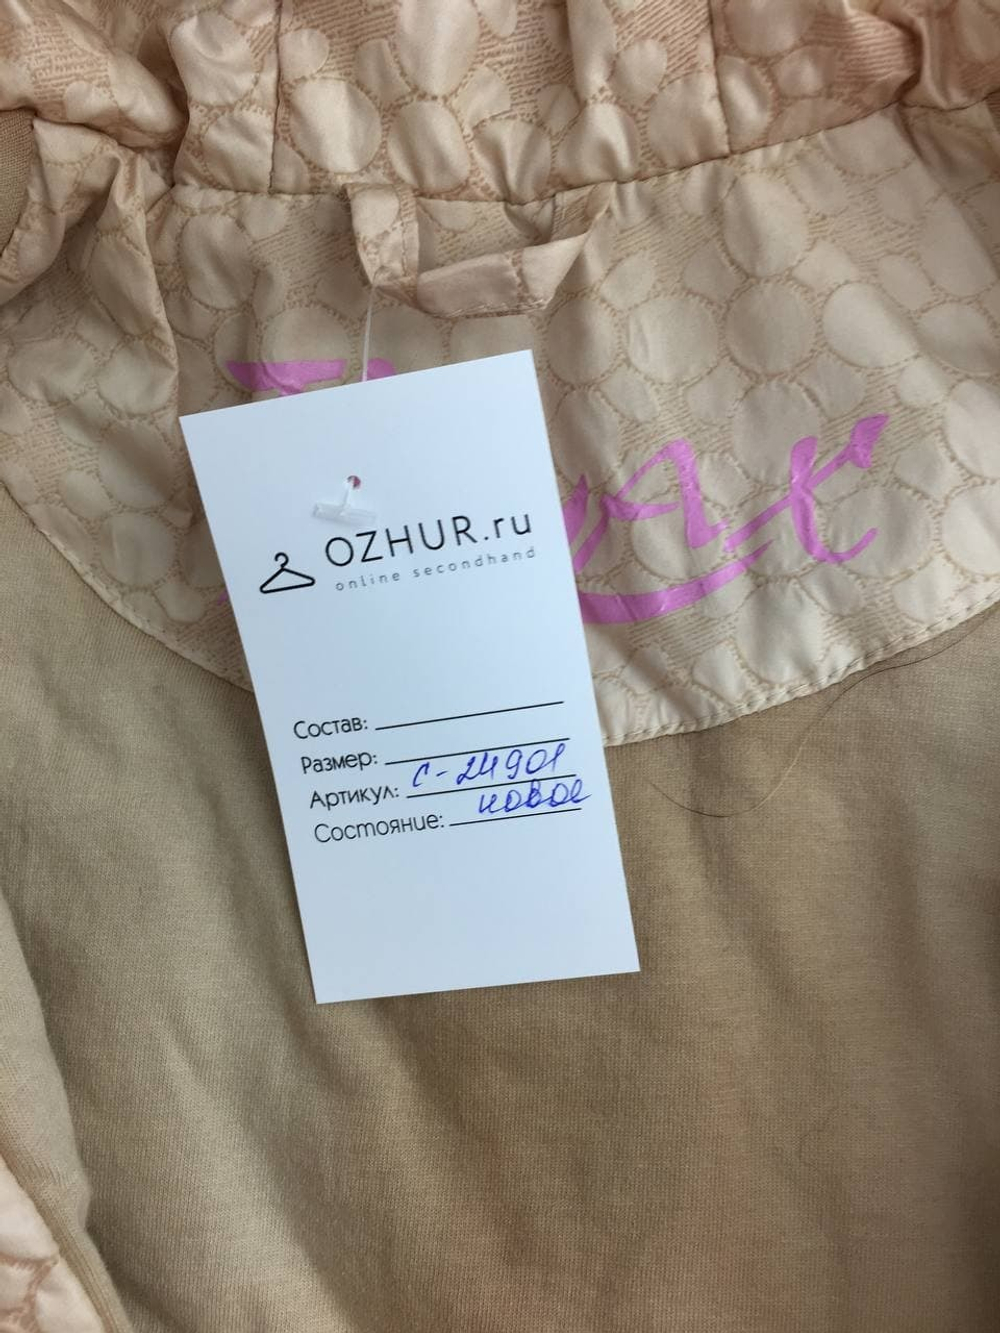 OZHUR.ru
online secondhand
Состав:
Размер:
Артикул: С-24901
Состояние: новое